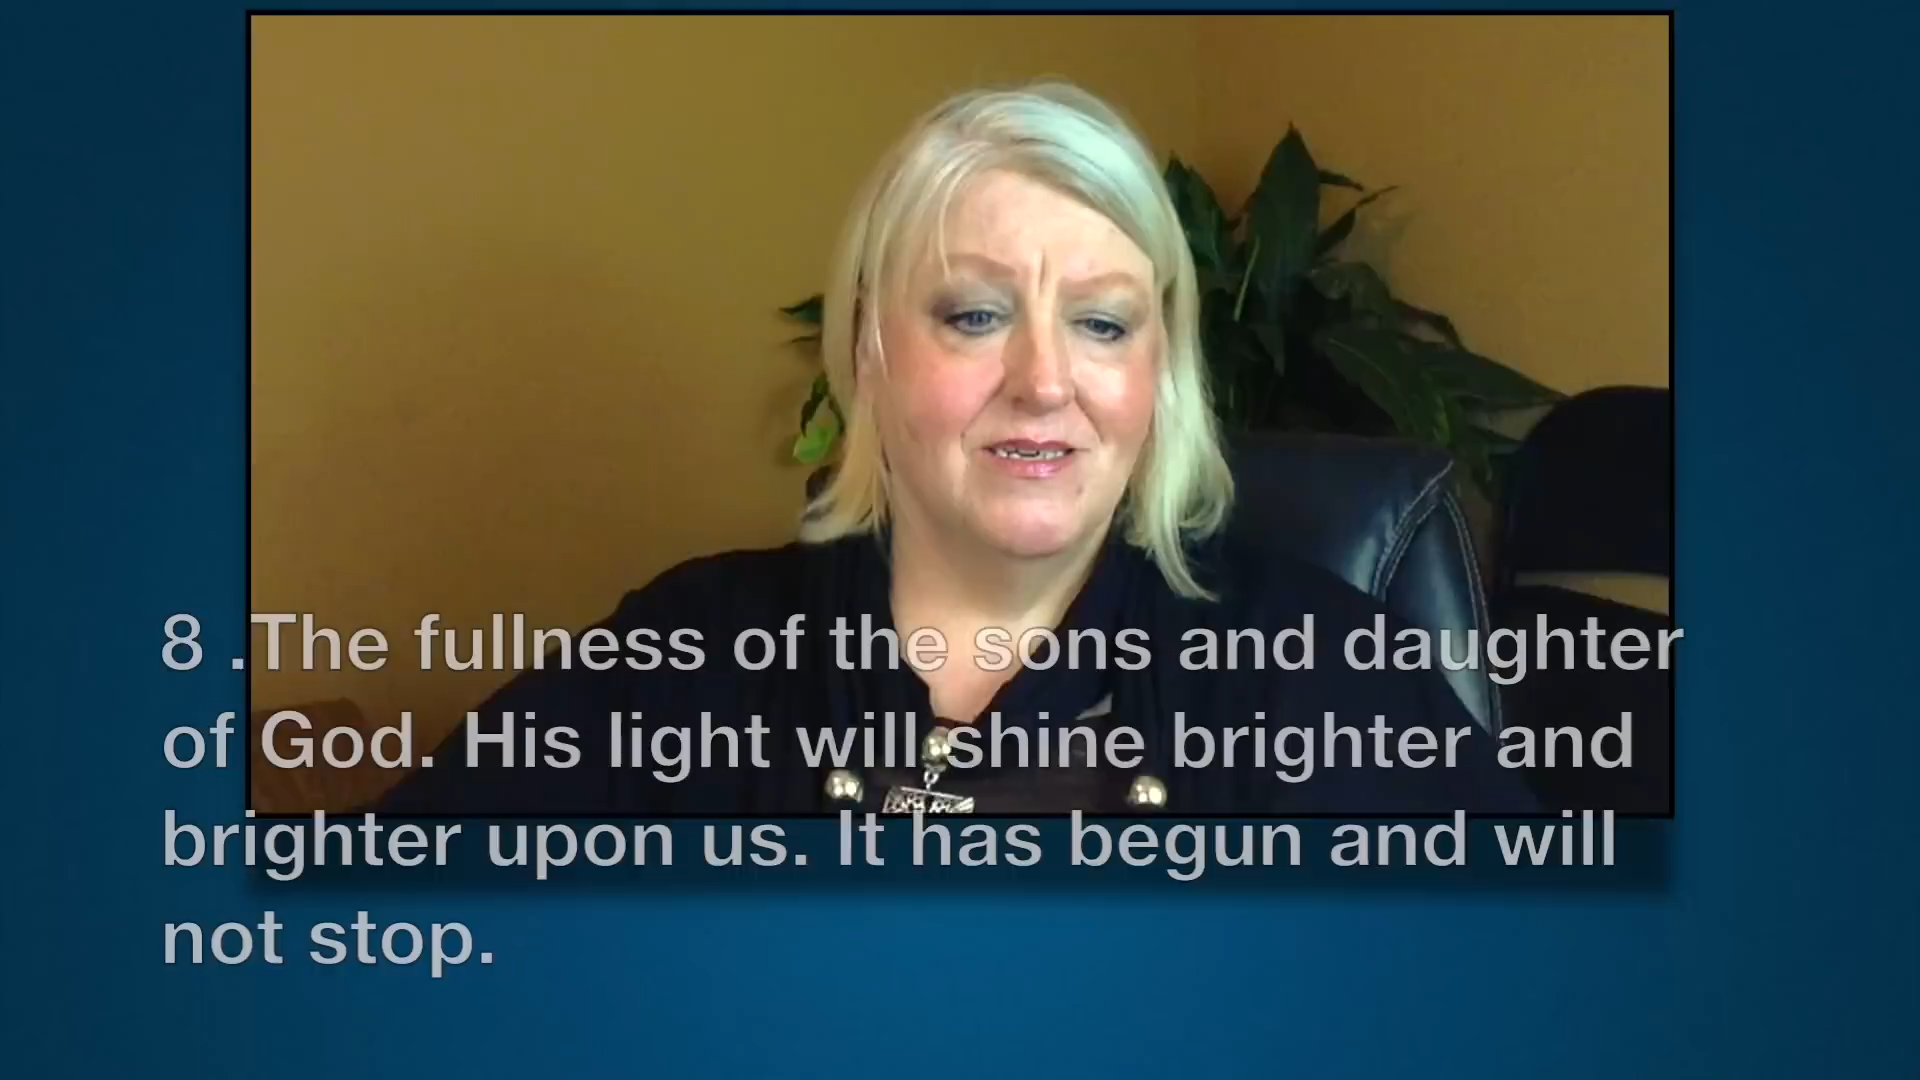 8 .The fullness of the sons and daughter
of God. His light will shine brighter and
brighter upon us. It has begun and will
not stop.